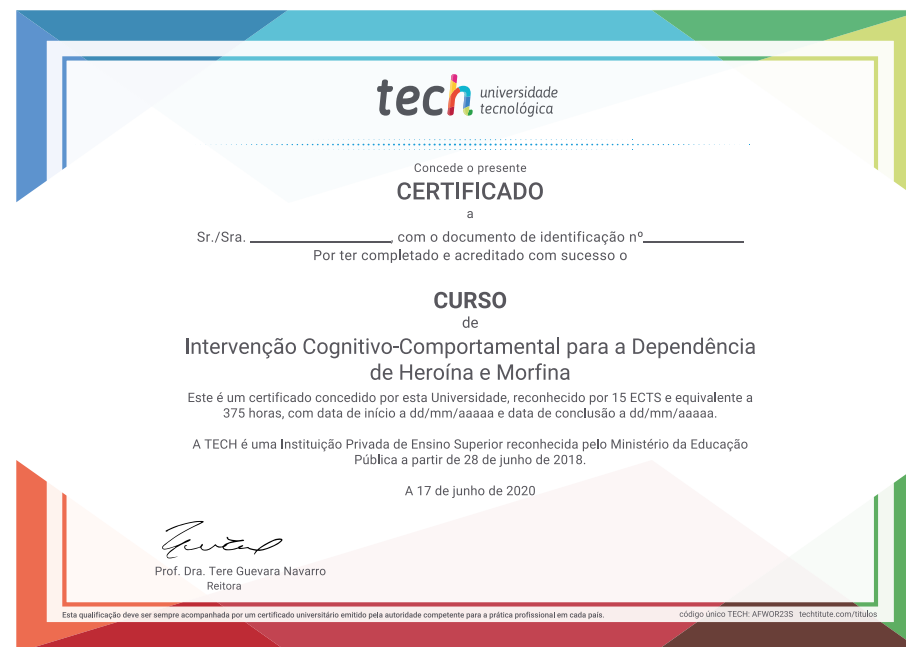 tech universidade
tecnológica
Concede o presente
CERTIFICADO
a
Sr./Sra. ____________________, com o documento de identificação nº______________
Por ter completado e acreditado com sucesso o
CURSO
de
Intervenção Cognitivo-Comportamental para a Dependência
de Heroína e Morfina
Este é um certificado concedido por esta Universidade, reconhecido por 15 ECTS e equivalente a
375 horas, com data de início a dd/mm/aaaaa e data de conclusão a dd/mm/aaaaa.
A TECH é uma Instituição Privada de Ensino Superior reconhecida pelo Ministério da Educação
Pública a partir de 28 de junho de 2018.
A 17 de junho de 2020
Prof. Dra. Tere Guevara Navarro
Reitora
Esta qualificação deve ser sempre acompanhada por um certificado universitário emitido pela autoridade competente para a prática profissional em cada país.
código único TECH: AFWOR23S techtitute.com/titulos